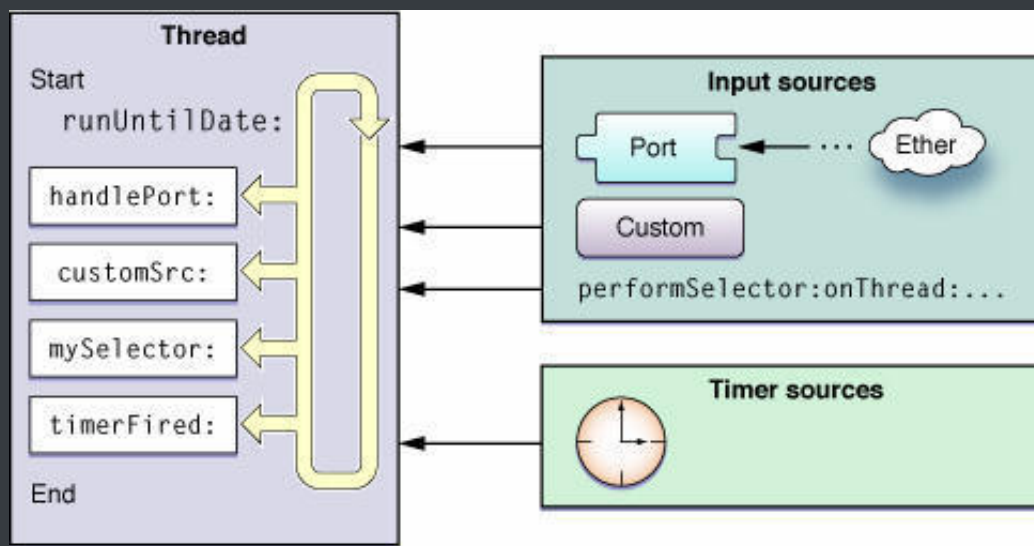 Thread
Start
runUntilDate:
handlePort:
customSrc:
mySelector:
timerFired:
End
Input sources
Port
...
Ether
Custom
performSelector:onThread:...
Timer sources